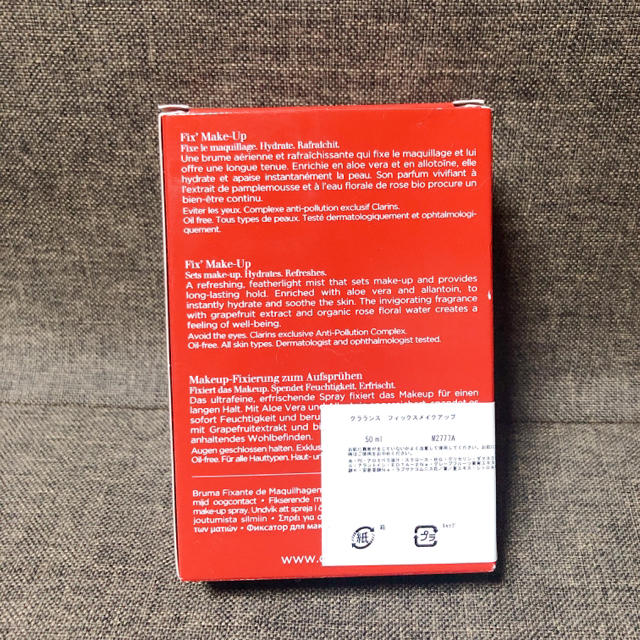 Fix' Make-Up
Fixe le maquillage. Hydrate. Rafraîchit.
Une brume aérienne et rafraîchissante qui fixe le maquillage et lui
offre une longue tenue. Enrichie en aloe vera et en allotoïne, elle
hydrate et apaise instantanément la peau. Son parfum vivifiant à
l'extrait de pamplemousse et à l'eau florale de rose bio procure un
bien-être continu.
Eviter les yeux. Complexe anti-pollution exclusif Clarins.
Oil free. Tous types de peaux. Testé dermatologiquement et ophtalmologi-
quement.
Fix' Make-Up
Sets make-up. Hydrates. Refreshes.
A refreshing, featherlight mist that sets make-up and provides
long-lasting hold. Enriched with aloe vera and allantoin, to
instantly hydrate and soothe the skin. The invigorating fragrance
with grapefruit extract and organic rose floral water creates a
feeling of well-being.
Avoid the eyes. Clarins exclusive Anti-Pollution Complex.
Oil-free. All skin types. Dermatologist and ophthalmologist tested.
Makeup-Fixierung zum Aufsprühen
Fixiert das Makeup. Spendet Feuchtigkeit. Erfrischt.
Das ultrafeine, erfrischende Spray fixiert das Makeup für einen
langen Halt. Mit Aloe Vera und
sofort Feuchtigkeit und beru
mit Grapefruitextrakt und bi
anhaltendes Wohlbefinden.
Augen geschlossen halten. Exklus
Oil-free. Für alle Hauttypen. Haut- un
クラランス フィックスメイクアップ
50ml M2777A
Bruma Fixante de Maquilhagem
mijd oogcontact • Fikserende m
make-up spray. Undvik att spreja i ö
joutumista silmiin • Σπρέι για σ
των ματιών • Фиксатор для мак
紙 箱 プラ キャップ
www.c